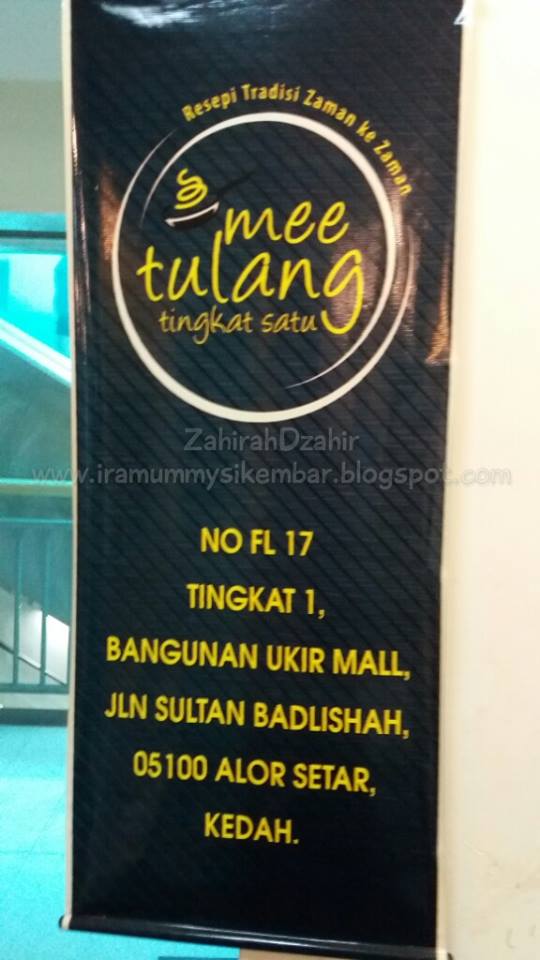 Resepi Tradisi Zaman ke Zaman
mee
tulang
tingkat satu
ZahirahDzahir
www.iramummysikembar.blogspot.com
NO FL 17
TINGKAT 1,
BANGUNAN UKIR MALL,
JLN SULTAN BADLISHAH,
05100 ALOR SETAR,
KEDAH.